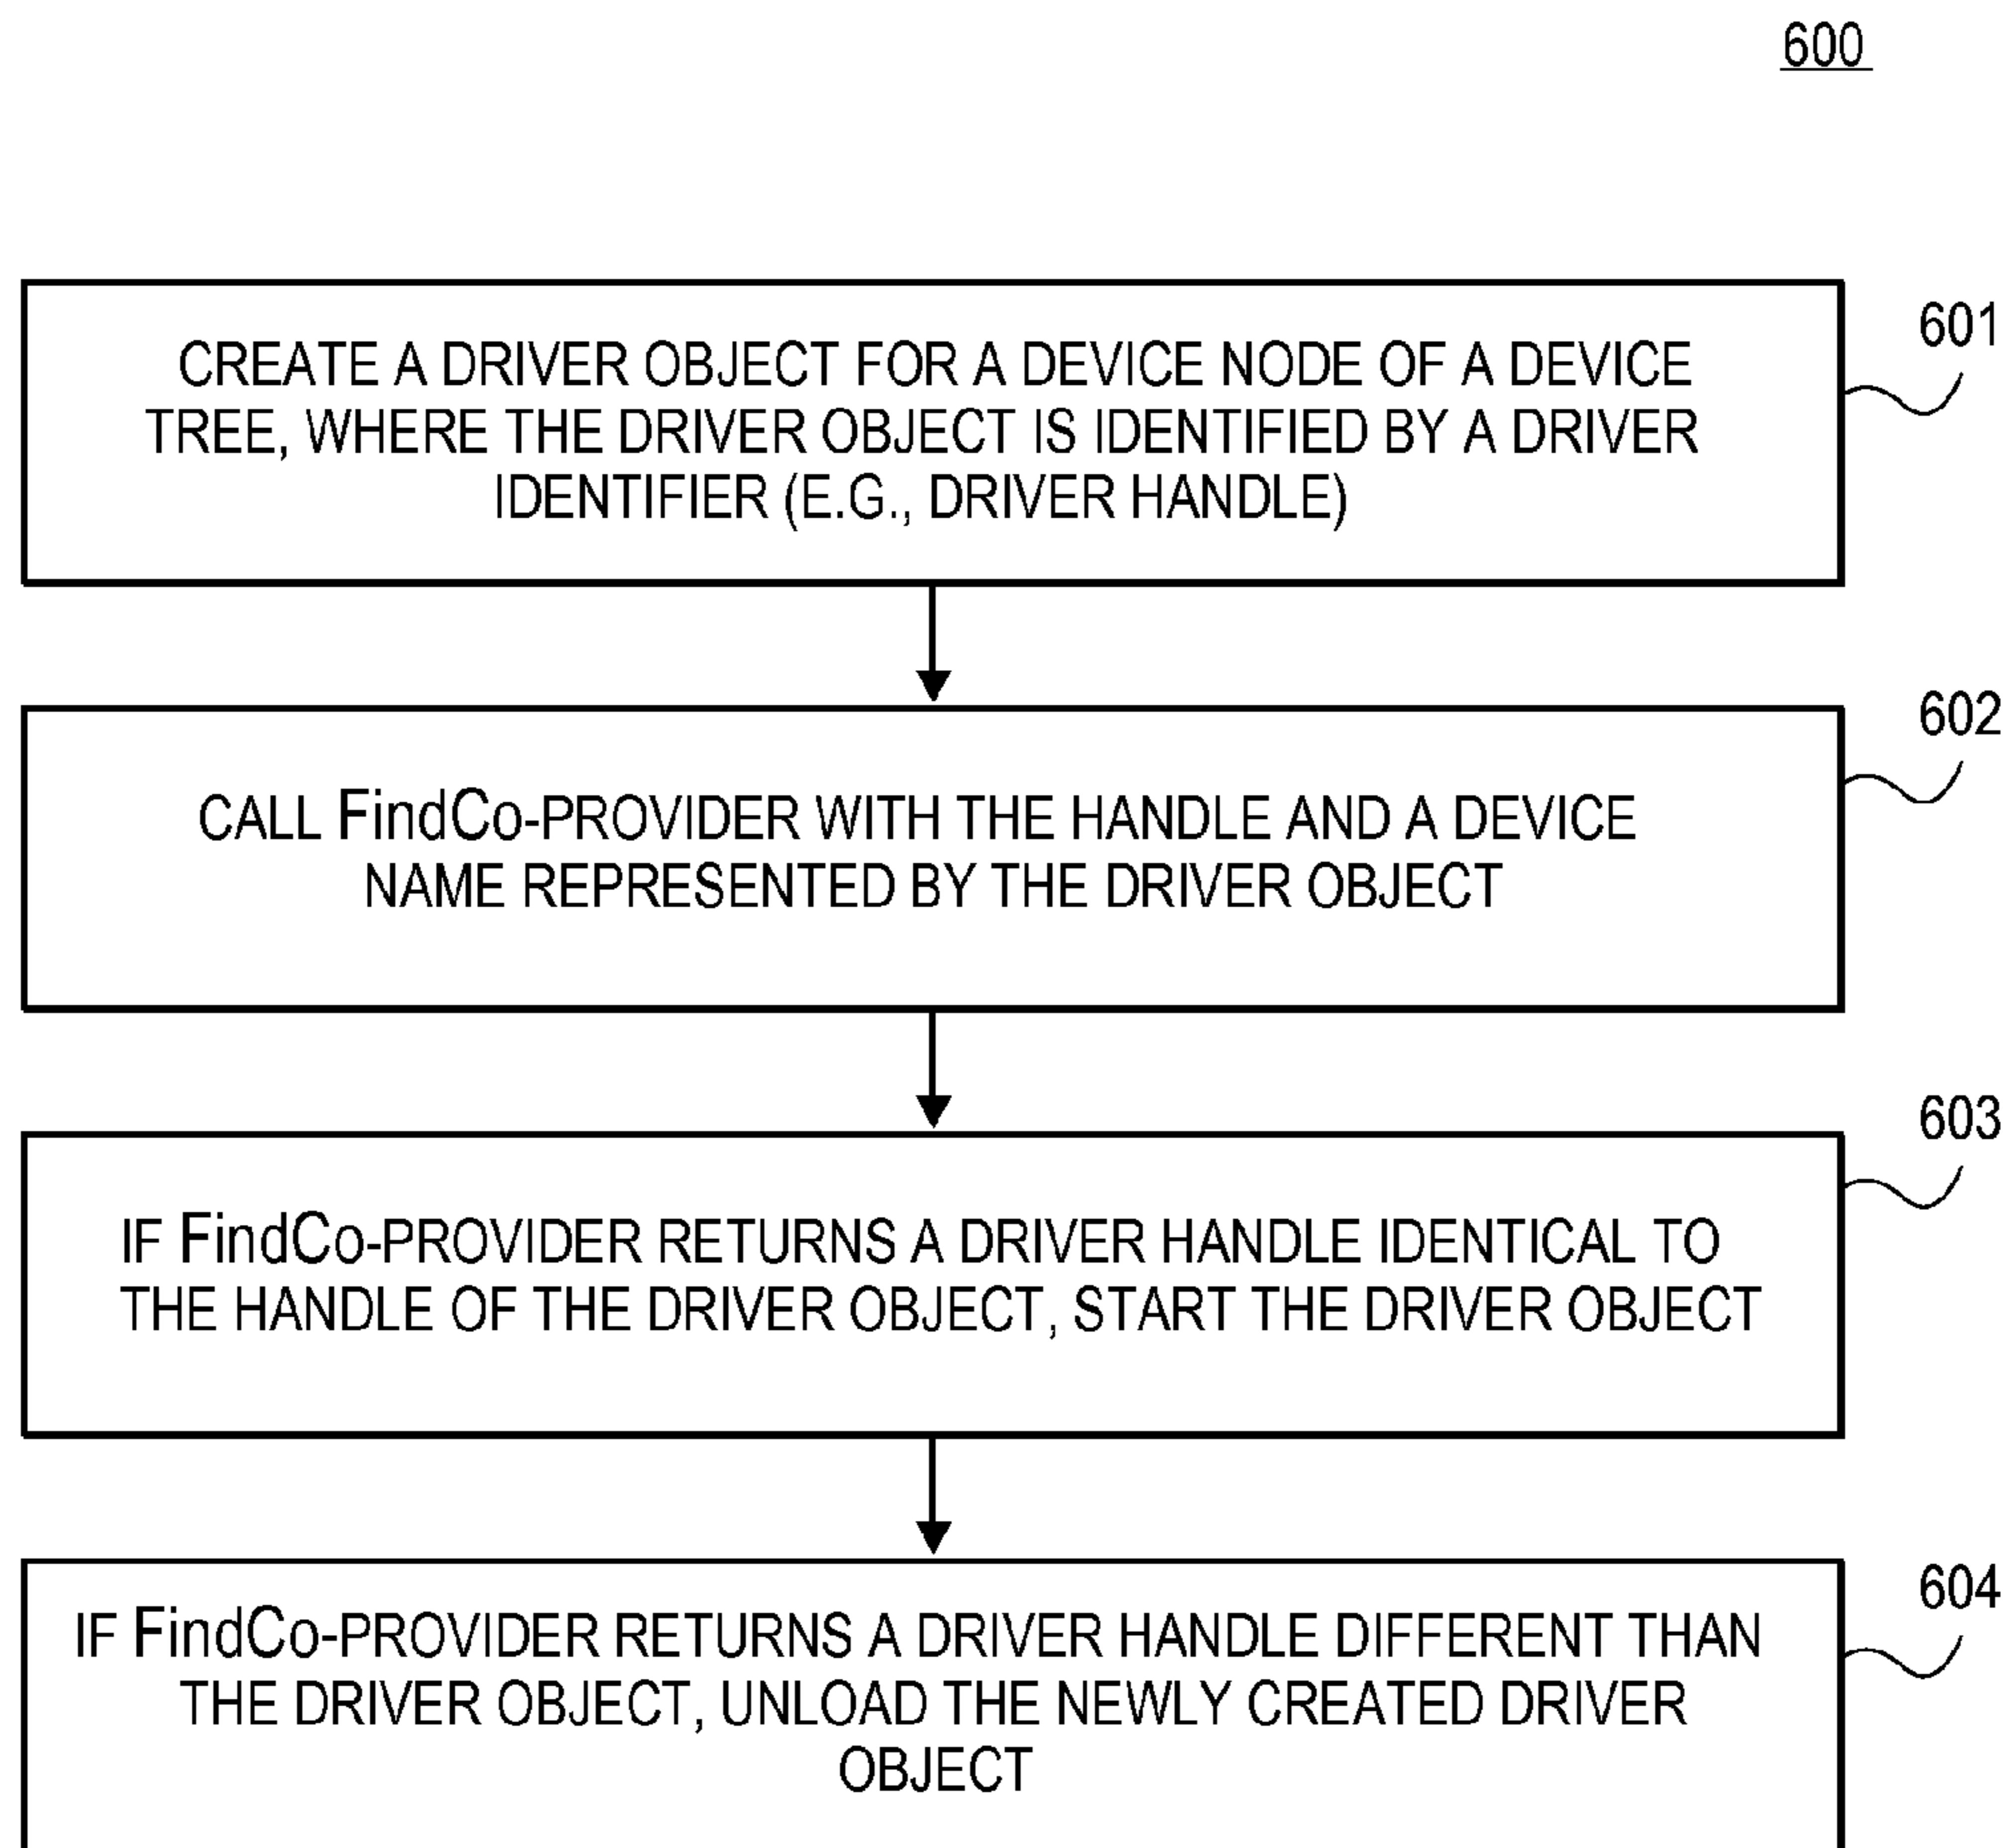 600
CREATE A DRIVER OBJECT FOR A DEVICE NODE OF A DEVICE
TREE, WHERE THE DRIVER OBJECT IS IDENTIFIED BY A DRIVER
IDENTIFIER (E.G., DRIVER HANDLE)
601
CALL FindCo-PROVIDER WITH THE HANDLE AND A DEVICE
NAME REPRESENTED BY THE DRIVER OBJECT
602
IF FindCo-PROVIDER RETURNS A DRIVER HANDLE IDENTICAL TO
THE HANDLE OF THE DRIVER OBJECT, START THE DRIVER OBJECT
603
IF FindCo-PROVIDER RETURNS A DRIVER HANDLE DIFFERENT THAN
THE DRIVER OBJECT, UNLOAD THE NEWLY CREATED DRIVER
OBJECT
604